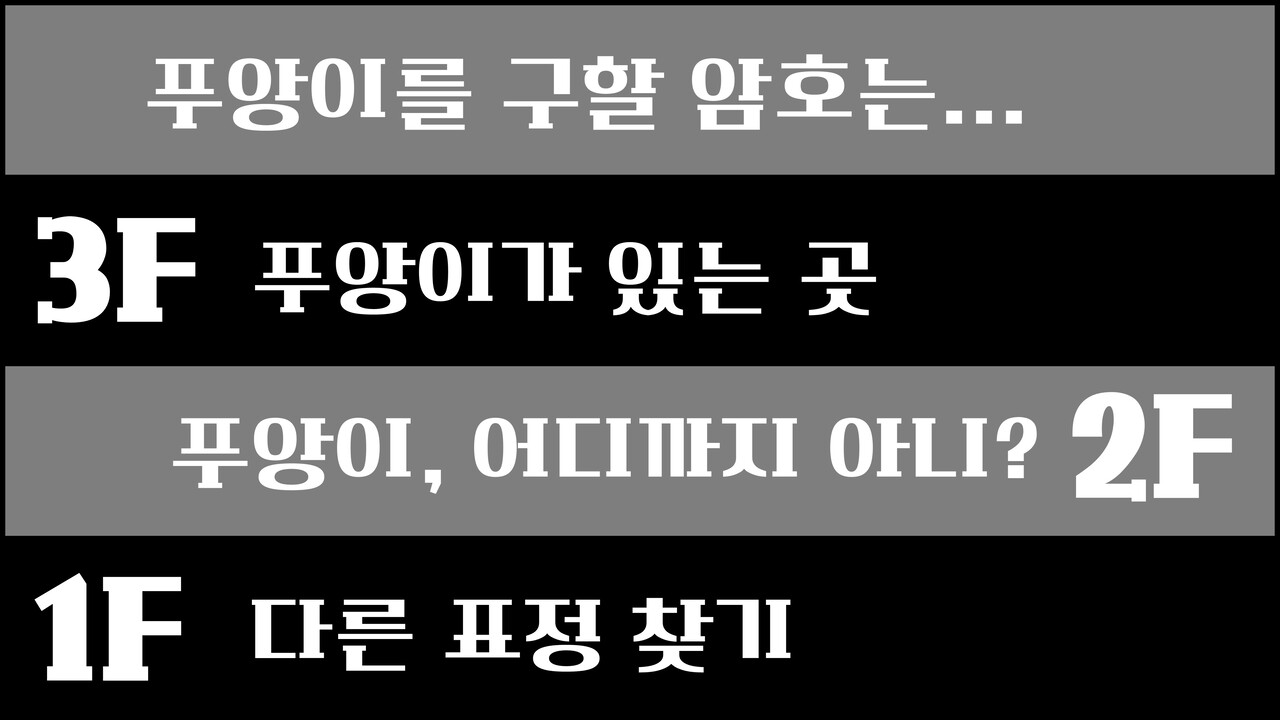 푸양이를 구할 암호는...
3F 푸양이가 있는 곳
푸양이, 어디까지 아니? 2F
1F 다른 표정 찾기